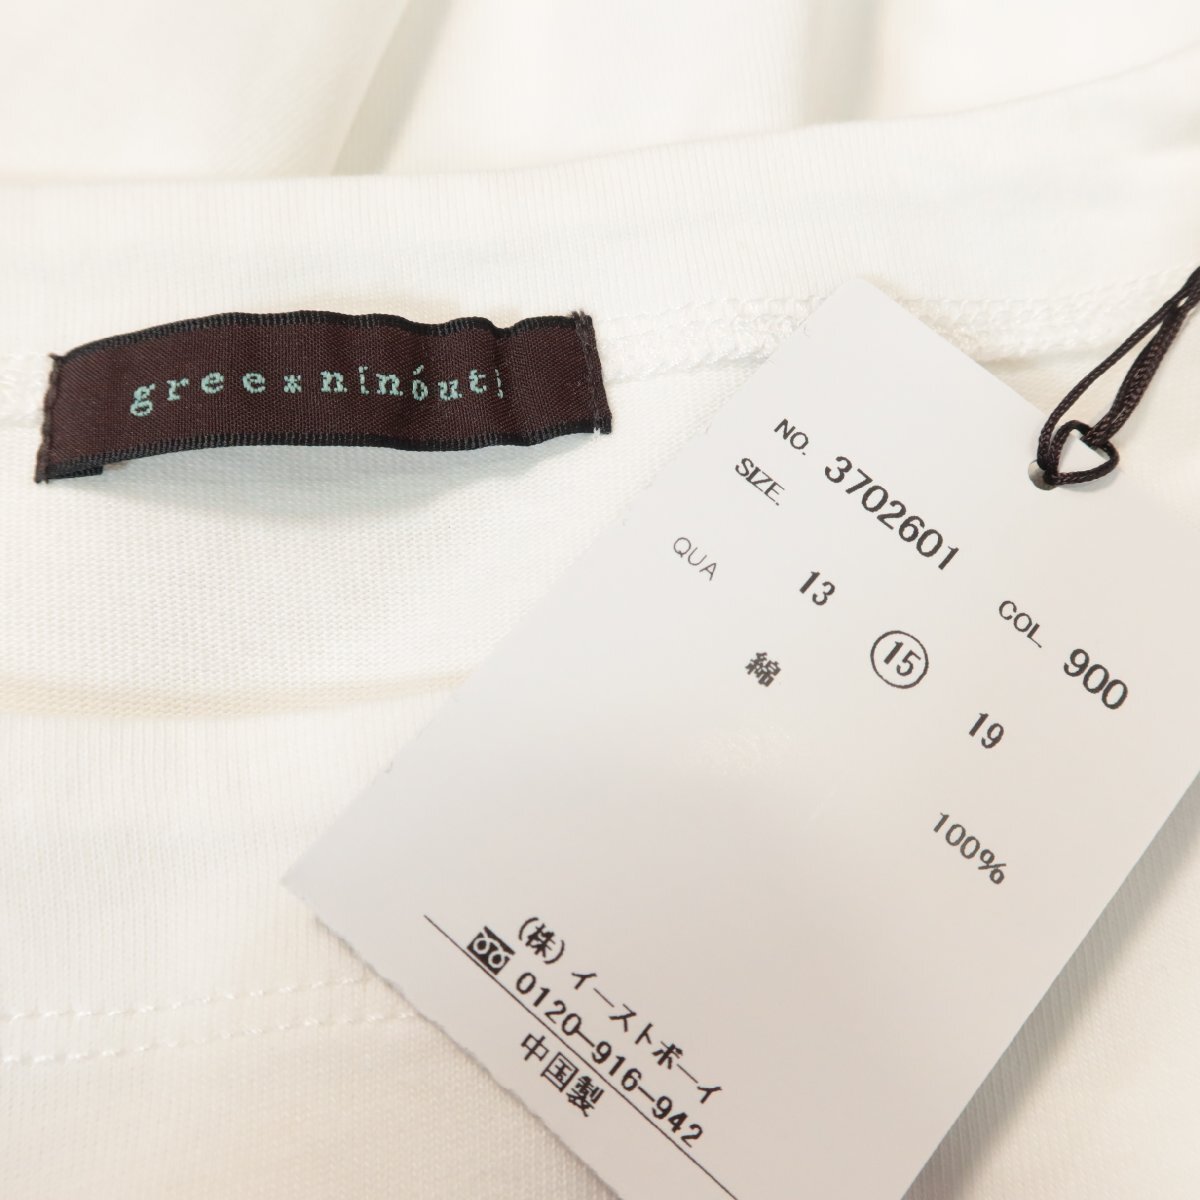 gree*n[nóut]
NO. 3702601 COL. 900
SIZE. 13 15 19
QUA 綿 100%
(株)イーストボーイ
0120-916-942
中国製